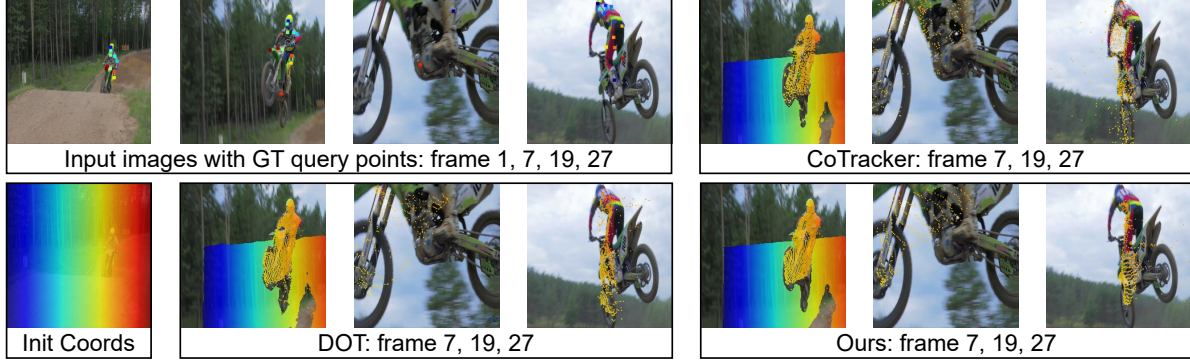 Input images with GT query points: frame 1, 7, 19, 27
CoTracker: frame 7, 19, 27
Init Coords
DOT: frame 7, 19, 27
Ours: frame 7, 19, 27